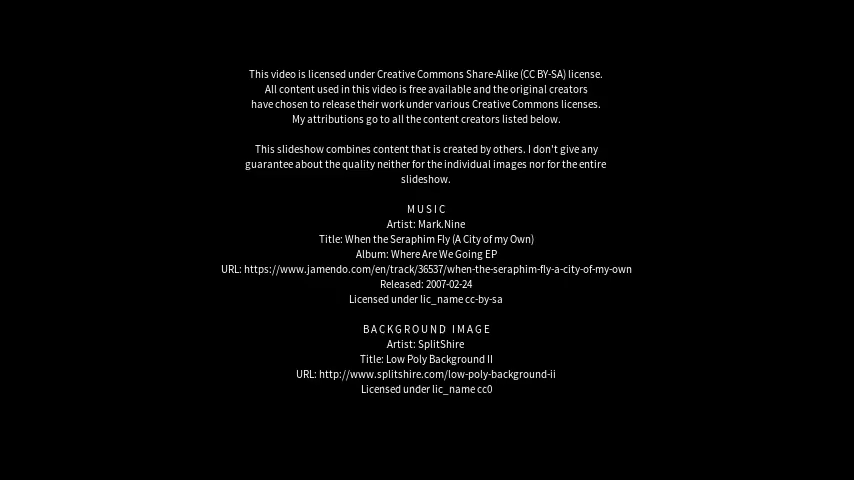 This video is licensed under Creative Commons Share-Alike (CC BY-SA) license.
All content used in this video is free available and the original creators
have chosen to release their work under various Creative Commons licenses.
My attributions go to all the content creators listed below.
This slideshow combines content that is created by others. I don't give any
guarantee about the quality neither for the individual images nor for the entire
slideshow.
MUSIC
Artist: Mark.Nine
Title: When the Seraphim Fly (A City of my Own)
Album: Where Are We Going EP
URL: https://www.jamendo.com/en/track/36537/when-the-seraphim-fly-a-city-of-my-own
Released: 2007-02-24
Licensed under lic_name cc-by-sa
BACKGROUND IMAGE
Artist: SplitShire
Title: Low Poly Background II
URL: http://www.splitshire.com/low-poly-background-ii
Licensed under lic_name cc0